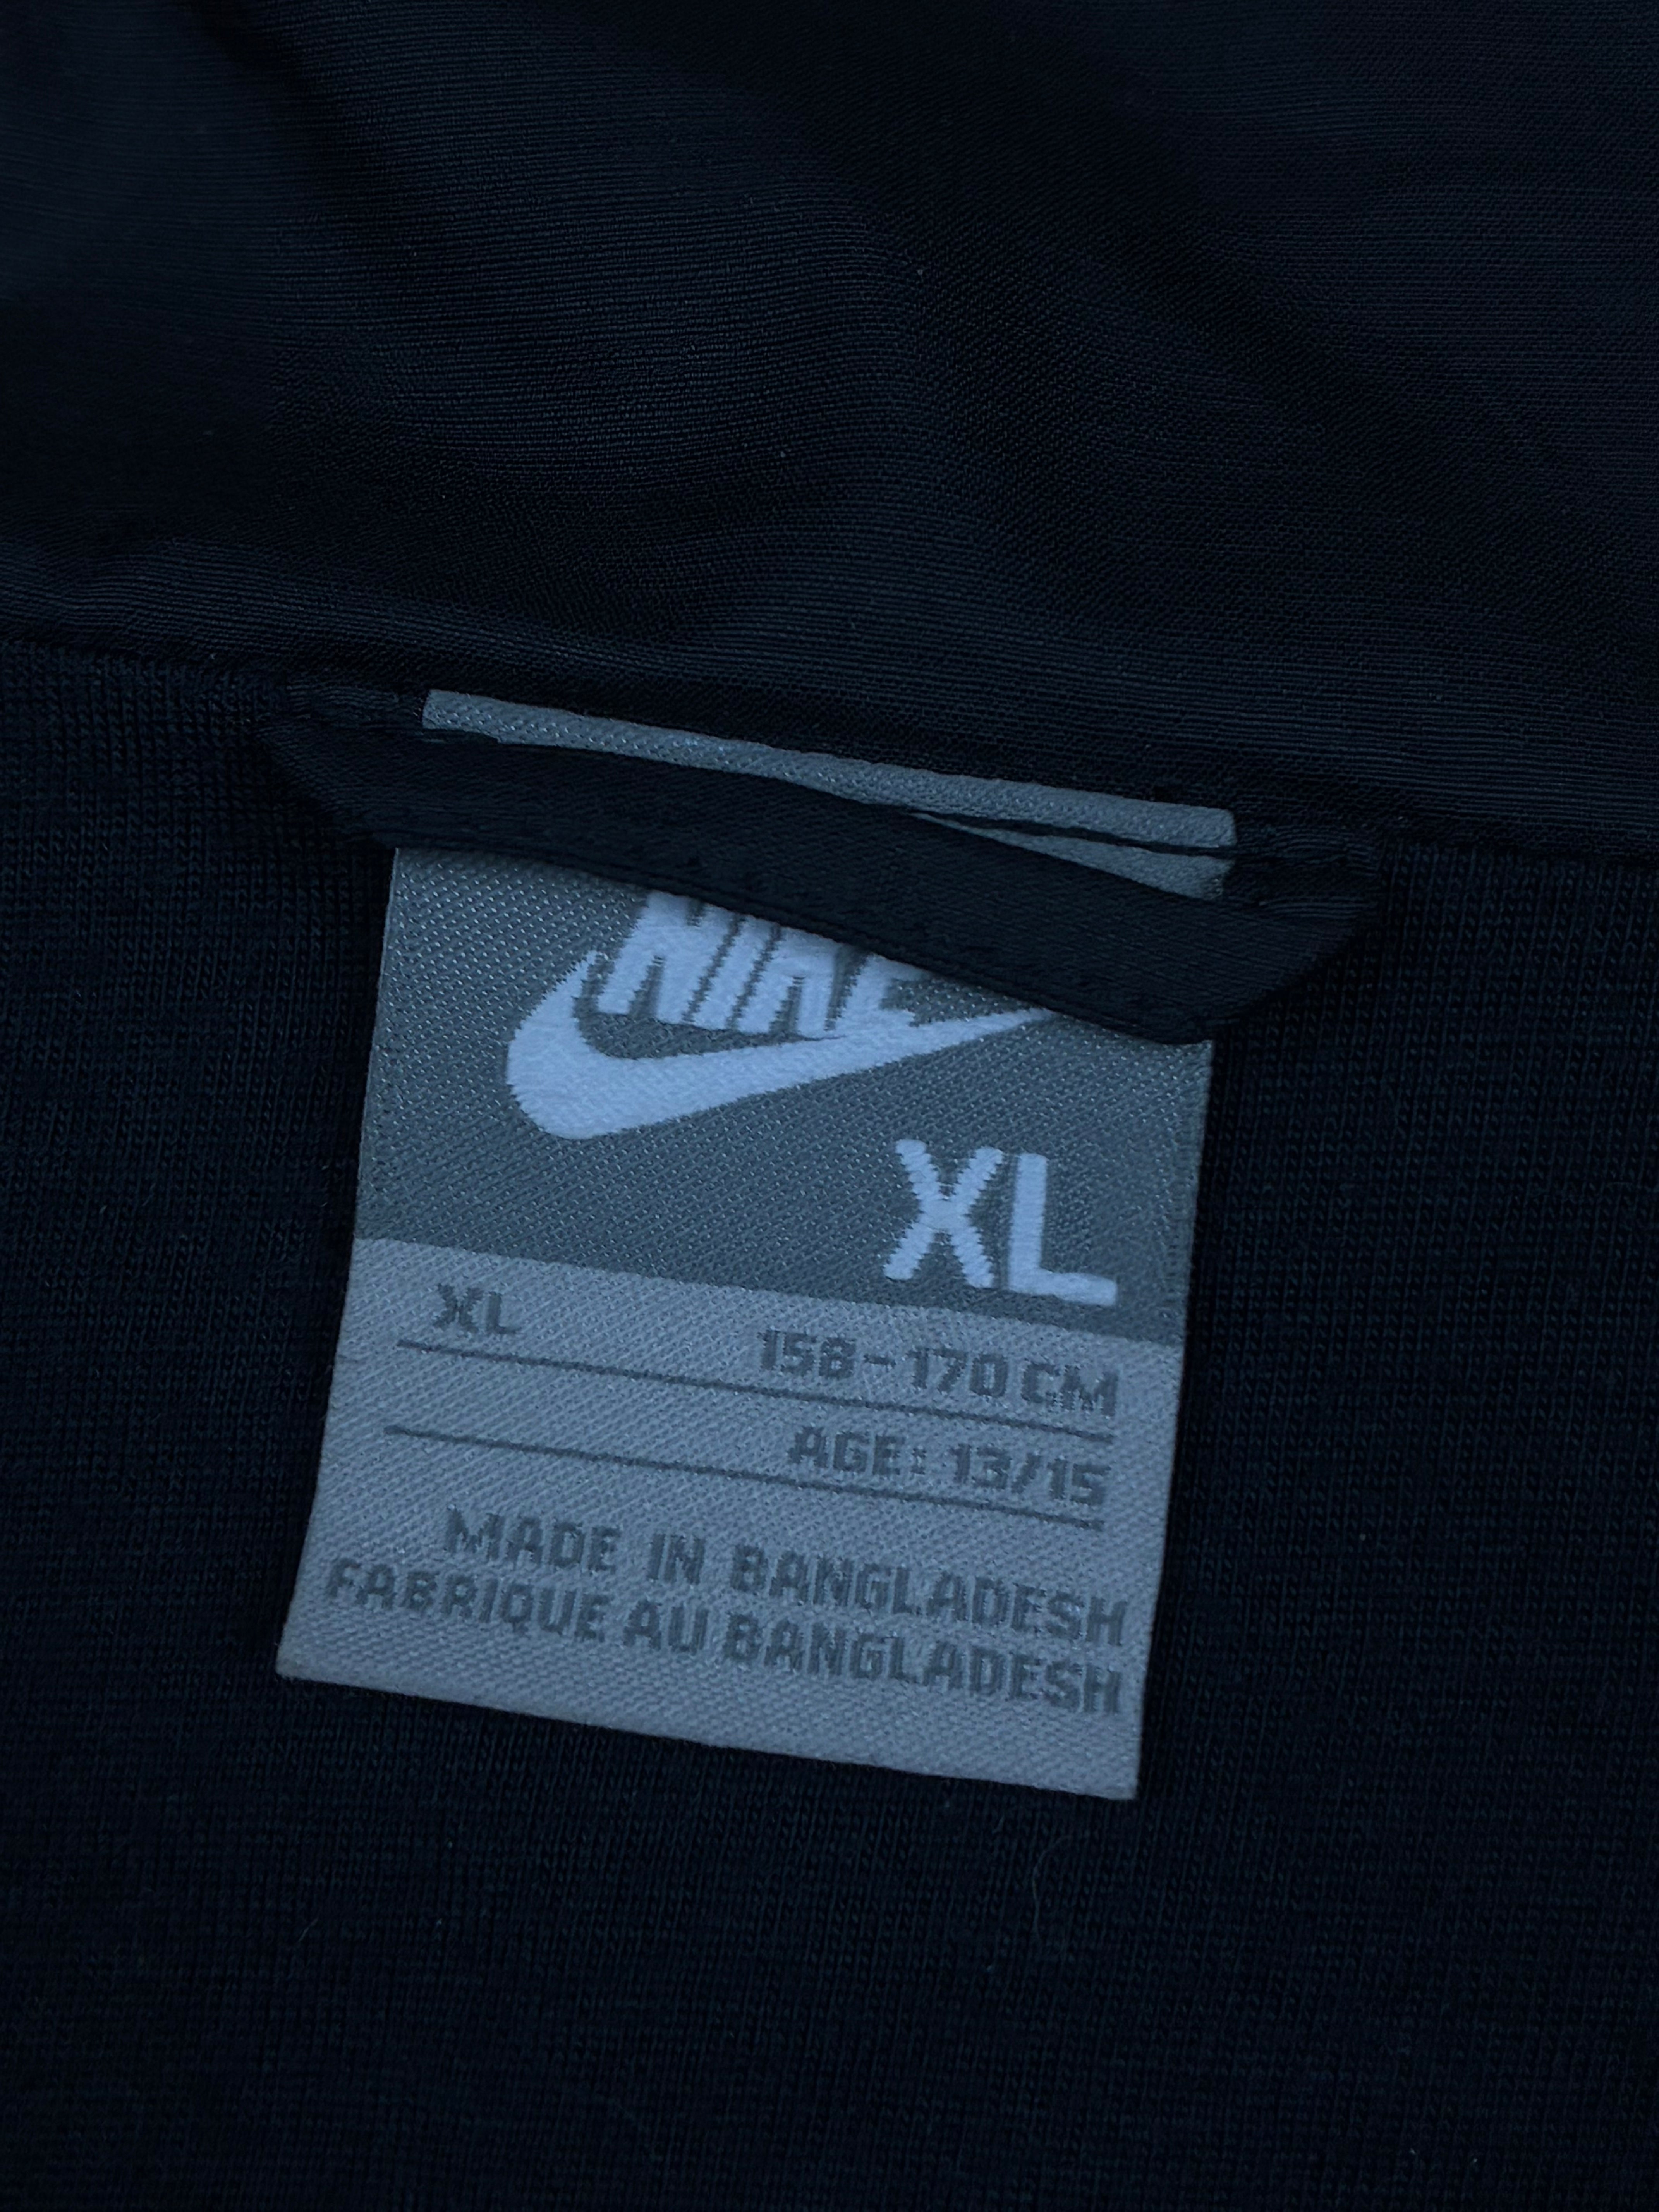 NIKE
XL
XL 158-170 CM
AGE: 13/15
MADE IN BANGLADESH
FABRIQUE AU BANGLADESH